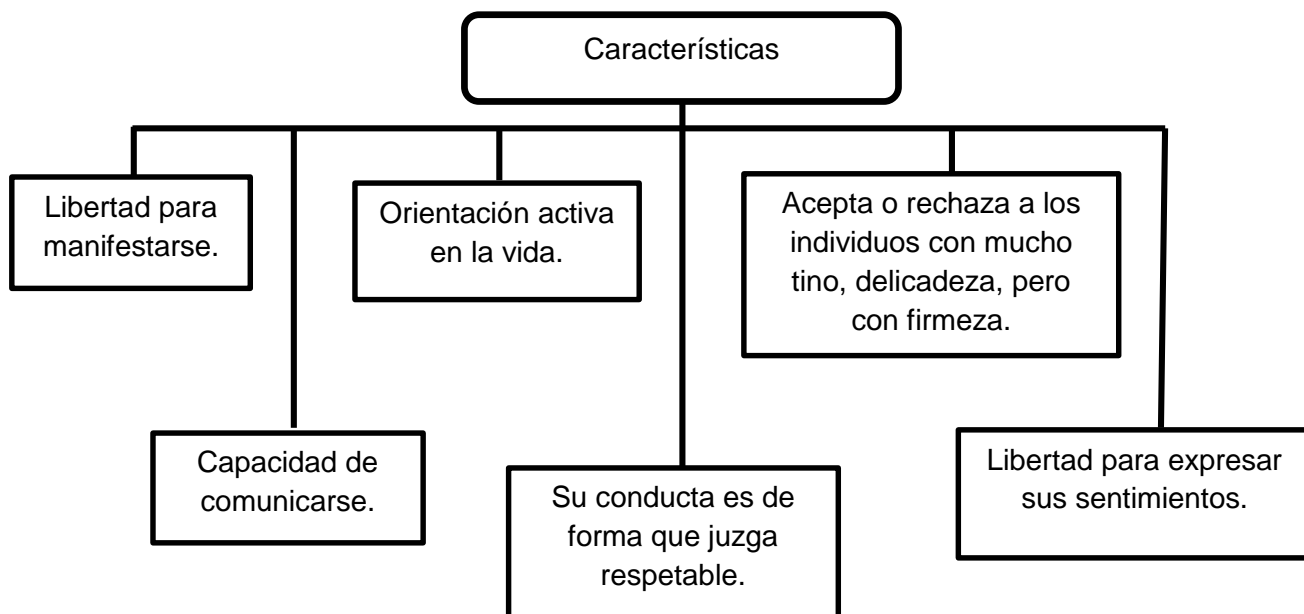 Características
Libertad para
manifestarse.
Orientación activa
en la vida.
Acepta o rechaza a los
individuos con mucho
tino, delicadeza, pero
con firmeza.
Capacidad de
comunicarse.
Su conducta es de
forma que juzga
respetable.
Libertad para expresar
sus sentimientos.